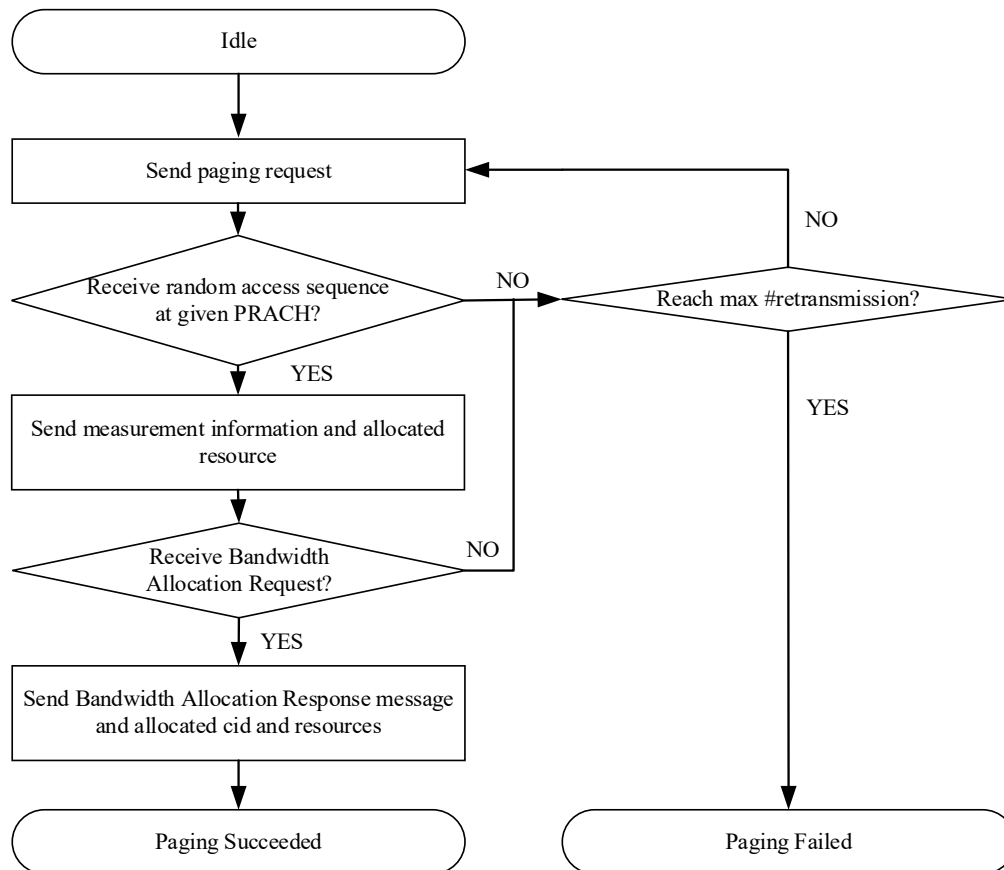 Idle
Send paging request
NO
Receive random access sequence
at given PRACH?
NO
Reach max #retransmission?
YES
YES
Send measurement information and allocated
resource
Receive Bandwidth
Allocation Request?
NO
YES
Send Bandwidth Allocation Response message
and allocated cid and resources
Paging Succeeded
Paging Failed